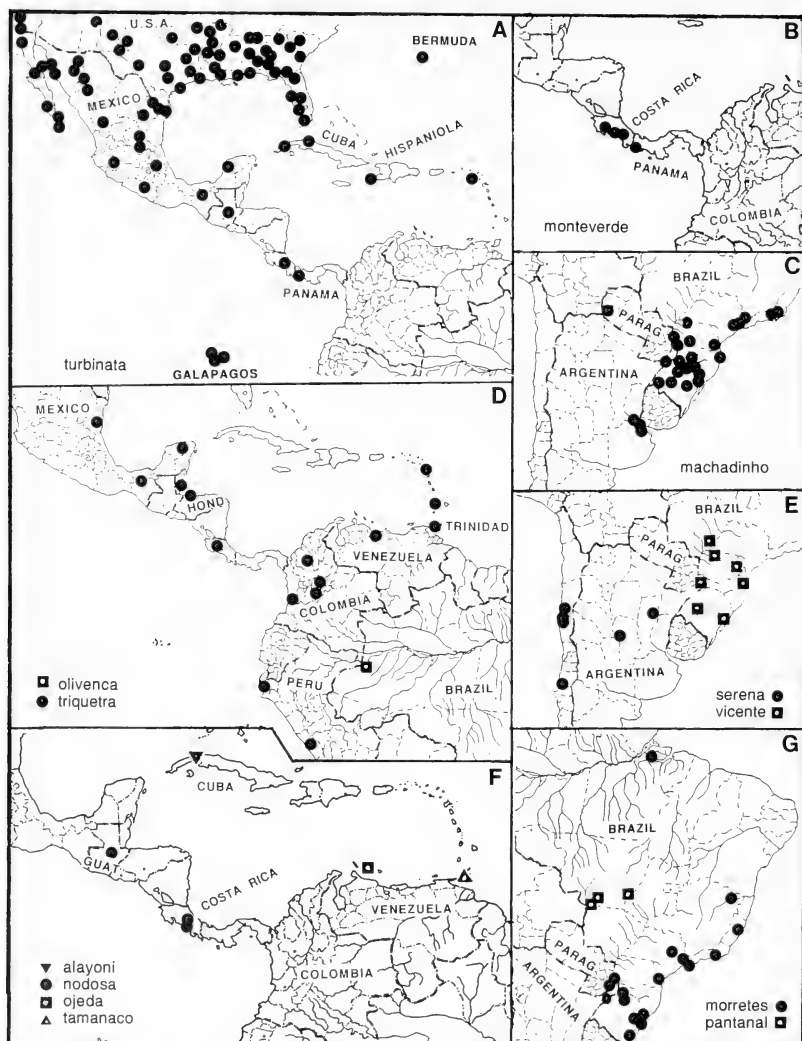 A
U.S.A.
BERMUDA
MEXICO
CUBA
HISPANIOLA
PANAMA
GALAPAGOS
turbinata
B
COSTA RICA
PANAMA
COLOMBIA
monteverde
C
BRAZIL
PARAG
ARGENTINA
machadinho
D
MEXICO
HOND
TRINIDAD
VENEZUELA
COLOMBIA
PERU
BRAZIL
olivenca
triquetra
E
BRAZIL
PARAG
ARGENTINA
serena
vicente
F
CUBA
GUAT
COSTA RICA
VENEZUELA
COLOMBIA
alayoni
nodosa
ojeda
tamanaco
G
BRAZIL
PARAG
ARGENTINA
morretes
pantanal